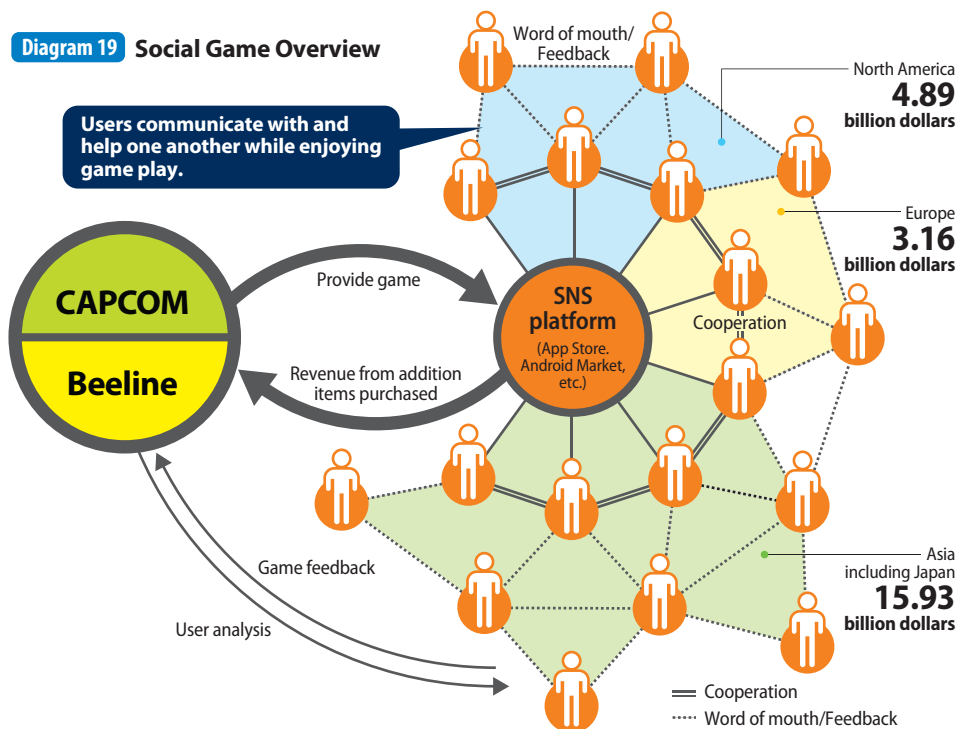 Diagram 19 Social Game Overview
Word of mouth/
Feedback
North America
4.89
billion dollars
Users communicate with and
help one another while enjoying
game play.
Europe
3.16
billion dollars
Provide game
CAPCOM
Beeline
SNS
platform
(App Store.
Android Market,
etc.)
Cooperation
Revenue from addition
items purchased
Game feedback
User analysis
Asia
including Japan
15.93
billion dollars
Cooperation
Word of mouth/Feedback